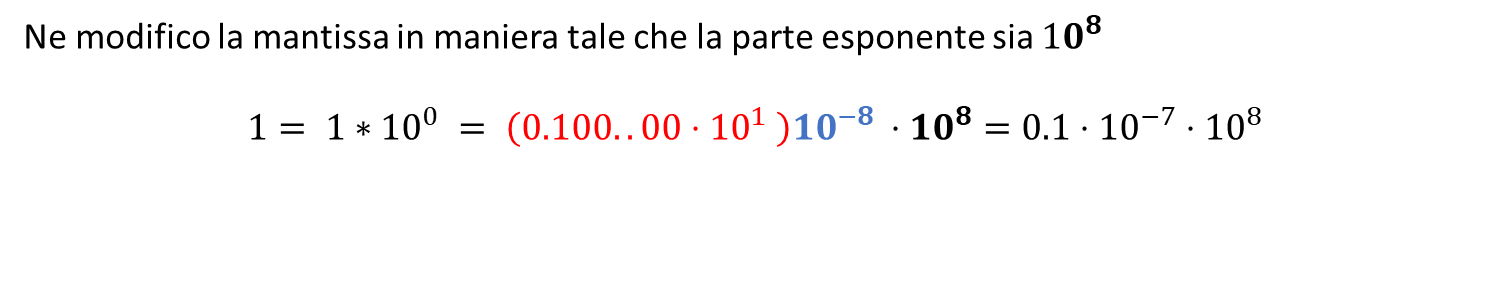 Ne modifico la mantissa in maniera tale che la parte esponente sia 10⁸
1 = 1 ∗ 10⁰ = (0.100..00 · 10¹ )10⁻⁸ · 10⁸ = 0.1 · 10⁻⁷ · 10⁸